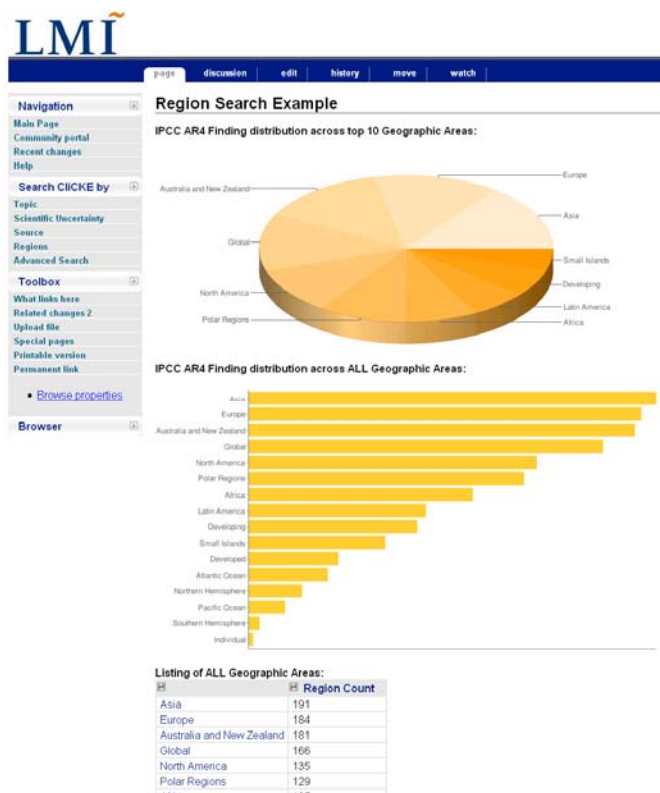 LMI
page discussion edit history move watch
Navigation
Main Page
Community portal
Recent changes
Help
Search CliCKE by
Topic
Scientific Uncertainty
Source
Regions
Advanced Search
Toolbox
What links here
Related changes 2
Upload file
Special pages
Printable version
Permanent link
Browse properties
Browser
Region Search Example
IPCC AR4 Finding distribution across top 10 Geographic Areas:
Europe
Australia and New Zealand
Asia
Global
Small Islands
Developing
North America
Latin America
Polar Regions
Africa
IPCC AR4 Finding distribution across ALL Geographic Areas:
Asia
Europe
Australia and New Zealand
Global
North America
Polar Regions
Africa
Latin America
Developing
Small Islands
Developed
Atlantic Ocean
Northern Hemisphere
Pacific Ocean
Southern Hemisphere
Individual
Listing of ALL Geographic Areas:
Region Count
Asia 191
Europe 184
Australia and New Zealand 181
Global 166
North America 135
Polar Regions 129